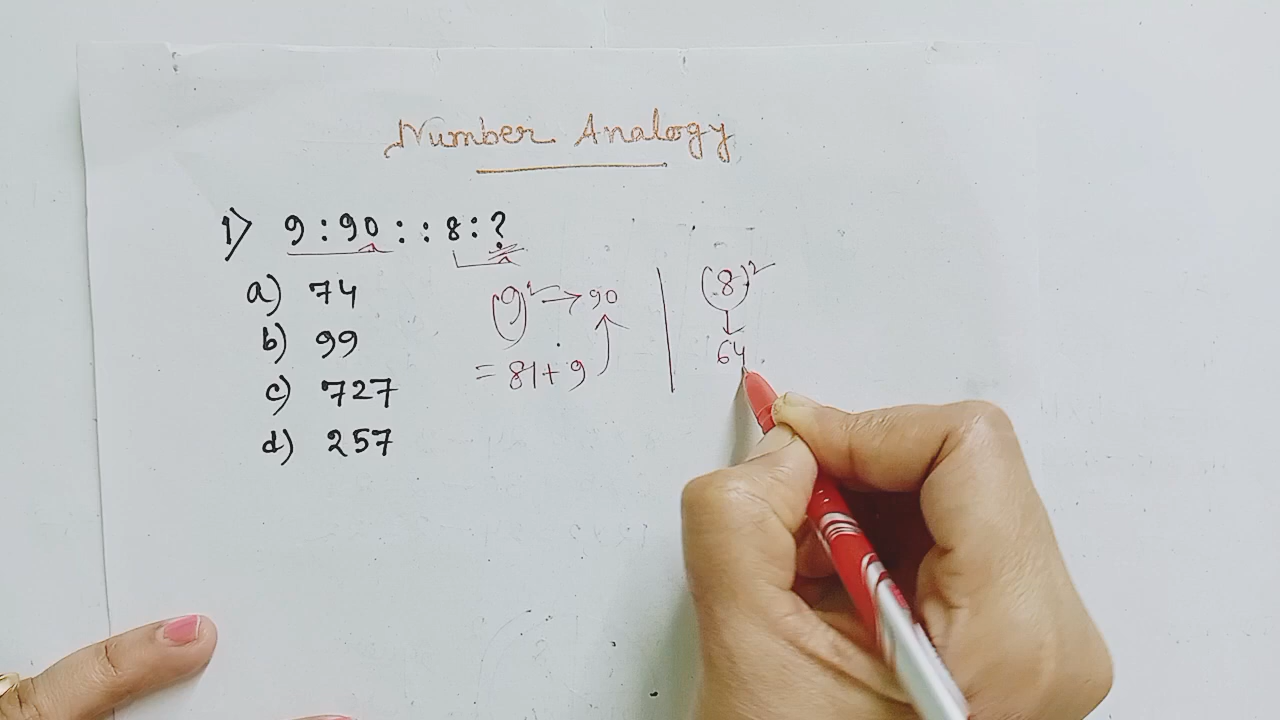 Number Analogy
1) 9 : 90 : : 8 : ?
a) 74
b) 99
c) 727
d) 257
(9)² → 90
= 81 + 9
(8)²
↓
64